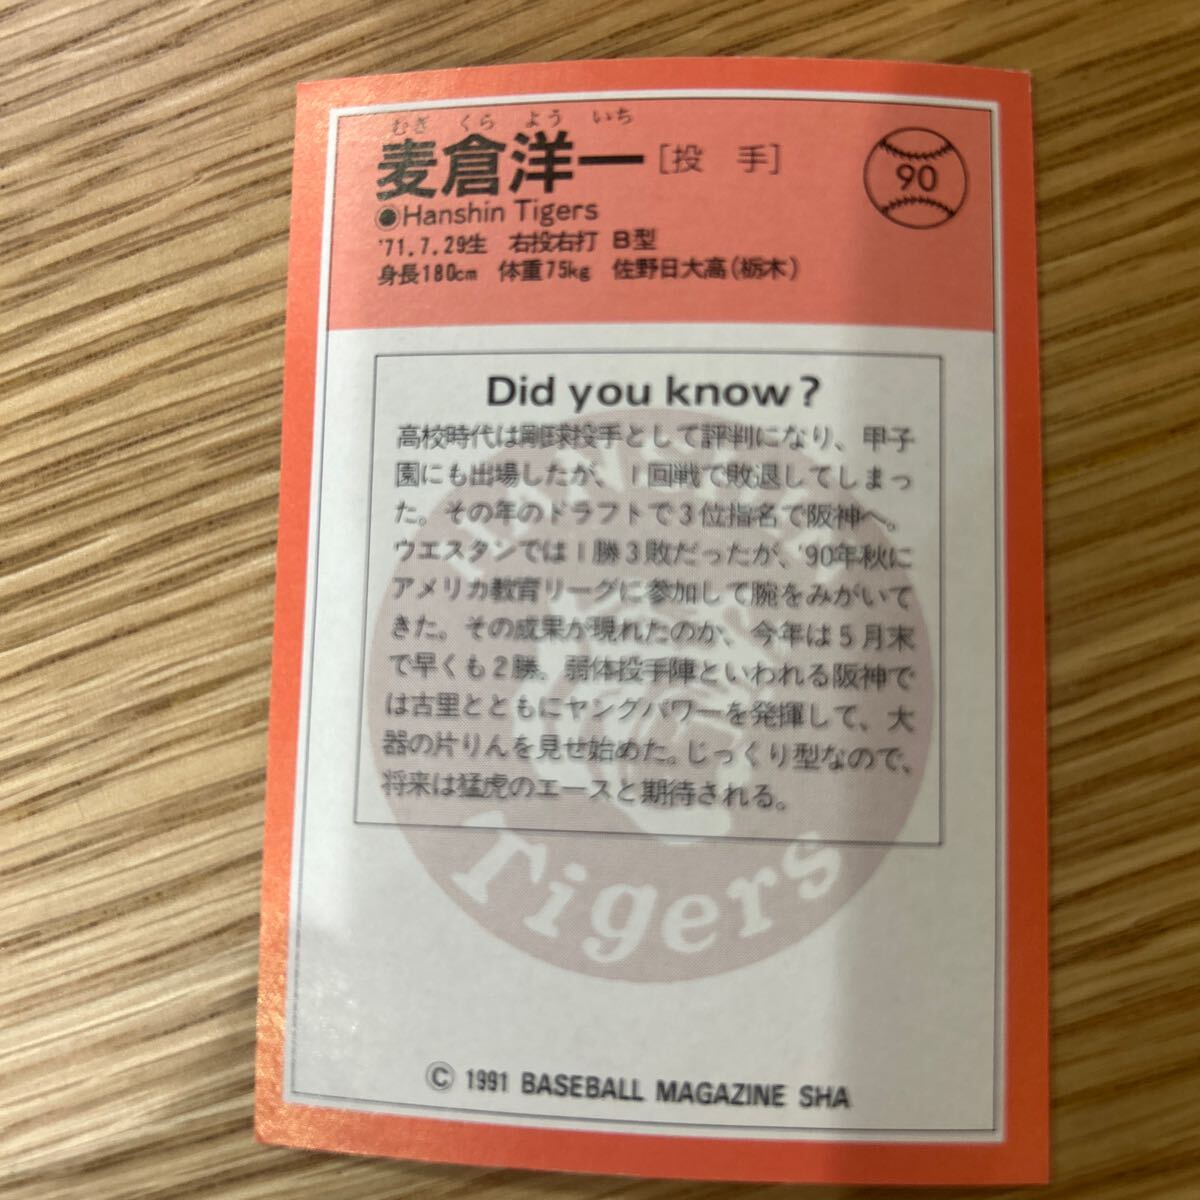 むぎ くら よう いち
麦倉洋一[投手]
90
●Hanshin Tigers
'71.7.29生 右投右打 B型
身長180cm 体重75kg 佐野日大高(栃木)
Did you know?
高校時代は剛球投手として評判になり、甲子
園にも出場したが、1回戦で敗退してしまっ
た。その年のドラフトで3位指名で阪神へ。
ウエスタンでは1勝3敗だったが、'90年秋に
アメリカ教育リーグに参加して腕をみがいて
きた。その成果が現れたのか、今年は5月末
で早くも2勝、弱体投手陣といわれる阪神で
は古里とともにヤングパワーを発揮して、大
器の片りんを見せ始めた。じっくり型なので、
将来は猛虎のエースと期待される。
Tigers
© 1991 BASEBALL MAGAZINE SHA